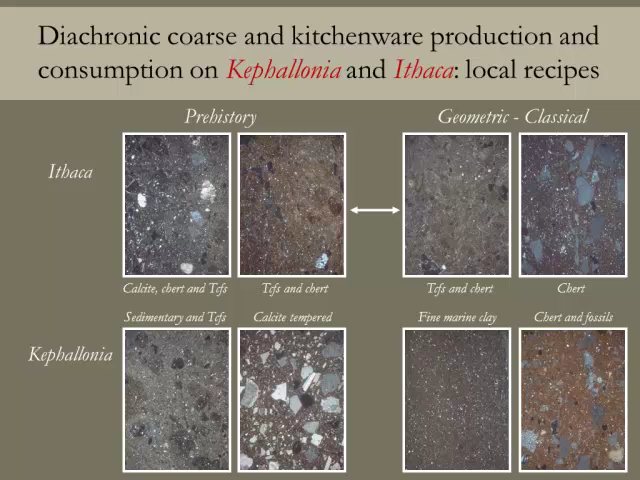 Diachronic coarse and kitchenware production and
consumption on Kephallonia and Ithaca: local recipes
Prehistory
Geometric - Classical
Ithaca
Calcite, chert and Tcfs
Tcfs and chert
Tcfs and chert
Chert
Sedimentary and Tcfs
Calcite tempered
Fine marine clay
Chert and fossils
Kephallonia